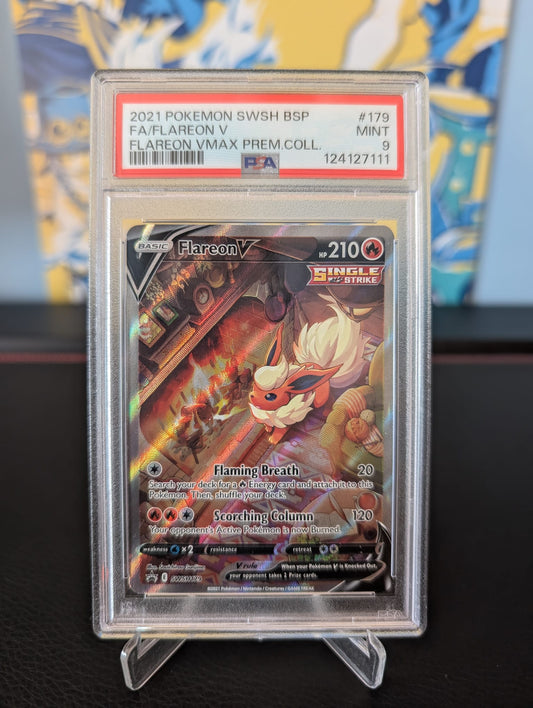 2021 POKEMON SWSH BSP #179
FA/FLAREON V MINT
FLAREON VMAX PREM.COLL. 9
PSA 124127111
BASIC Flareon V HP 210
SINGLE STRIKE
Flaming Breath 20
Search your deck for a Energy card and attach it to this
Pokémon. Then, shuffle your deck.
Scorching Column 120
Your opponent's Active Pokémon is now Burned.
weakness ×2 resistance retreat
V rule When your Pokémon V is Knocked Out,
your opponent takes 2 Prize cards.
Illus.
SWSH179
©2021 Pokémon / Nintendo / Creatures / GAME FREAK